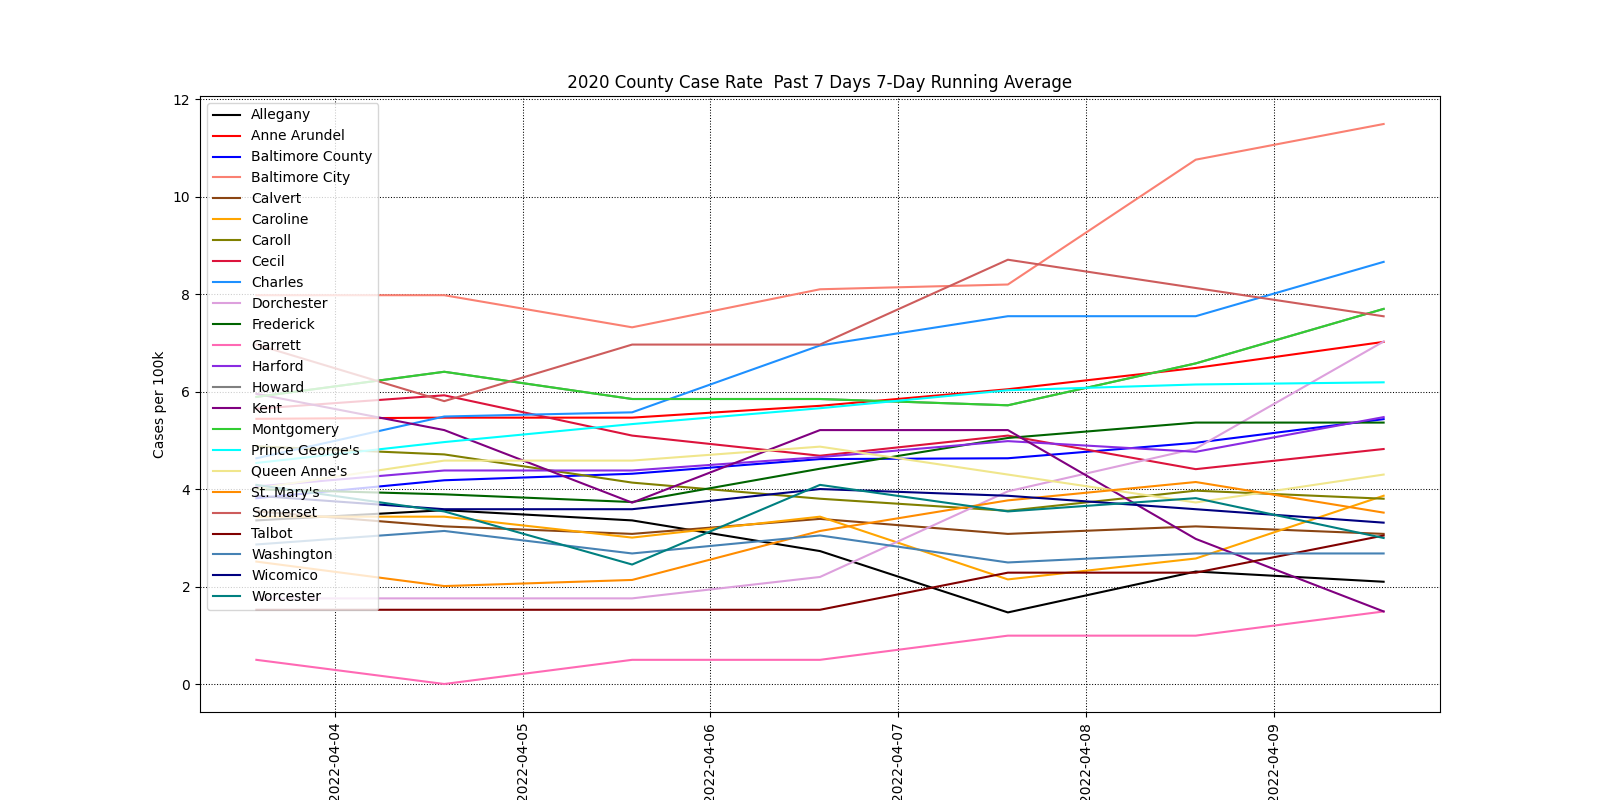 2020 County Case Rate  Past 7 Days 7-Day Running Average
12
10
8
6
4
2
0
Cases per 100k
Allegany
Anne Arundel
Baltimore County
Baltimore City
Calvert
Caroline
Caroll
Cecil
Charles
Dorchester
Frederick
Garrett
Harford
Howard
Kent
Montgomery
Prince George's
Queen Anne's
St. Mary's
Somerset
Talbot
Washington
Wicomico
Worcester
2022-04-04
2022-04-05
2022-04-06
2022-04-07
2022-04-08
2022-04-09